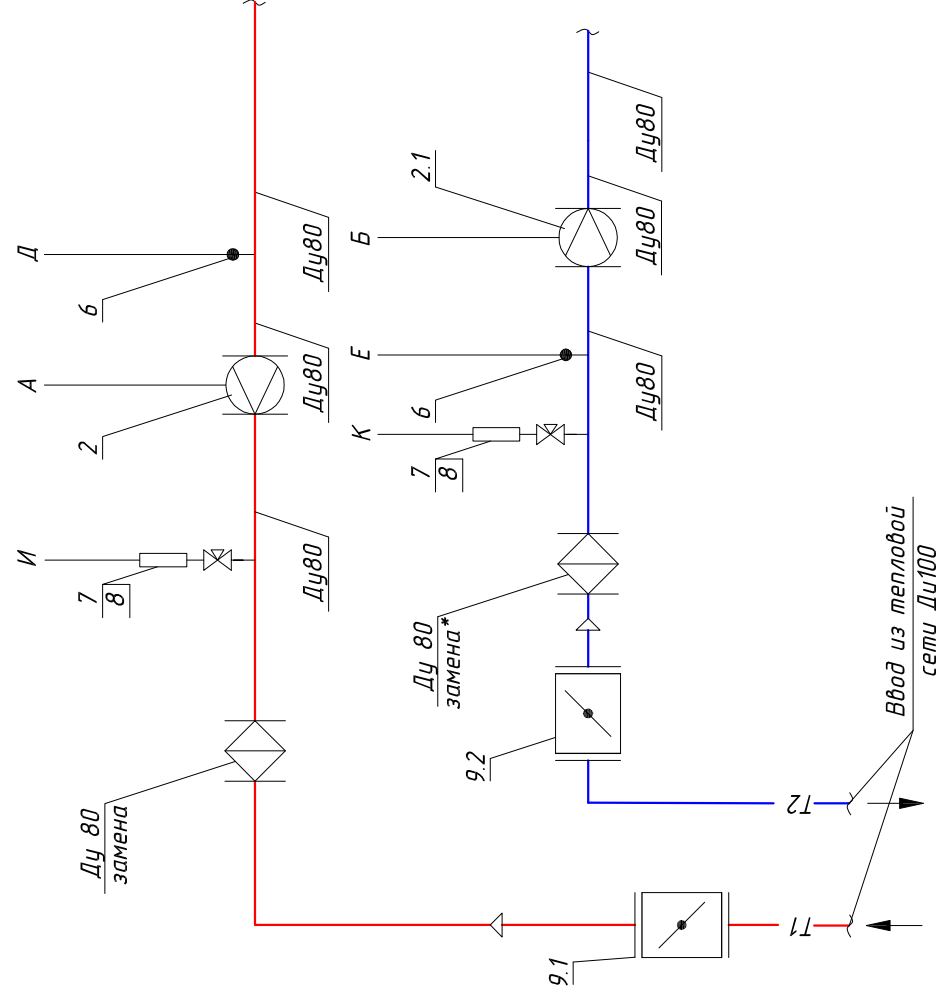 И
А
Д
Ду 80
замена
7
8
2
6
Ду80
Ду80
Ду80
К
Е
Б
Ду 80
замена*
7
8
6
2.1
9.2
9.1
Ду80
Ду80
Ду80
Т1
Т2
Ввод из тепловой
сети Ду100